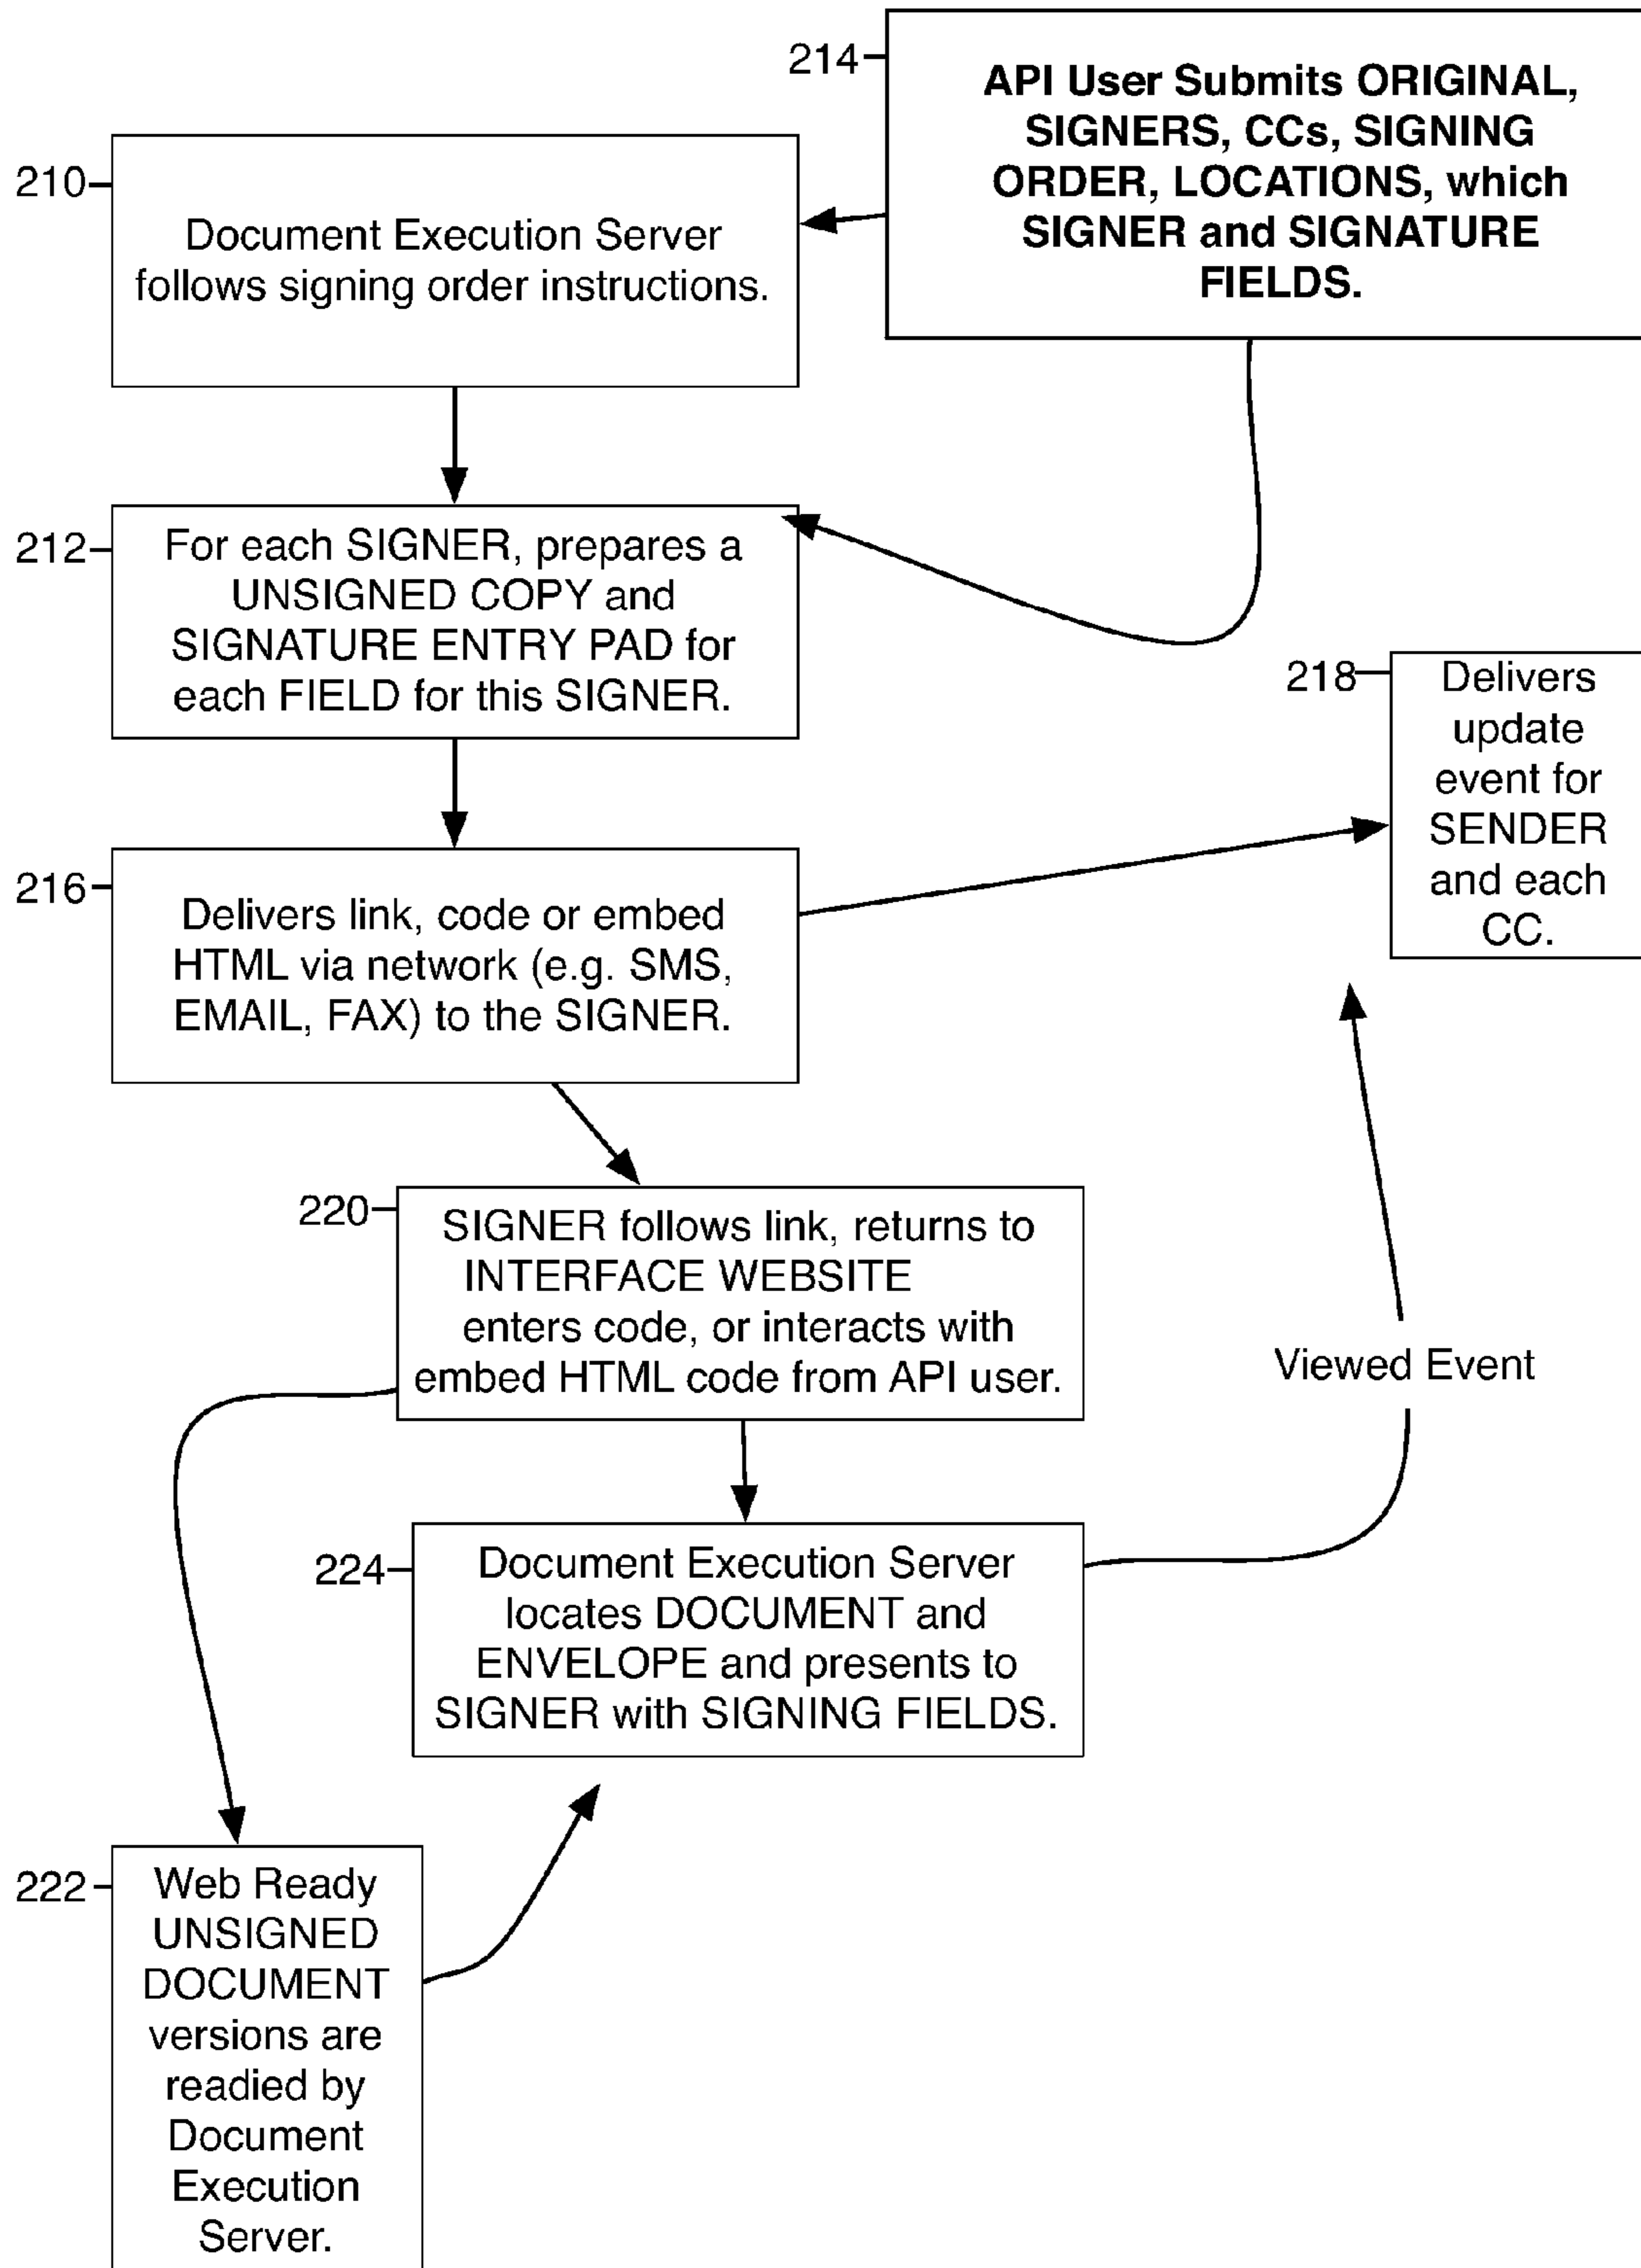 214
API User Submits ORIGINAL,
SIGNERS, CCs, SIGNING
ORDER, LOCATIONS, which
SIGNER and SIGNATURE
FIELDS.
210
Document Execution Server
follows signing order instructions.
212
For each SIGNER, prepares a
UNSIGNED COPY and
SIGNATURE ENTRY PAD for
each FIELD for this SIGNER.
218
Delivers
update
event for
SENDER
and each
CC.
216
Delivers link, code or embed
HTML via network (e.g. SMS,
EMAIL, FAX) to the SIGNER.
220
SIGNER follows link, returns to
INTERFACE WEBSITE
enters code, or interacts with
embed HTML code from API user.
Viewed Event
224
Document Execution Server
locates DOCUMENT and
ENVELOPE and presents to
SIGNER with SIGNING FIELDS.
222
Web Ready
UNSIGNED
DOCUMENT
versions are
readied by
Document
Execution
Server.